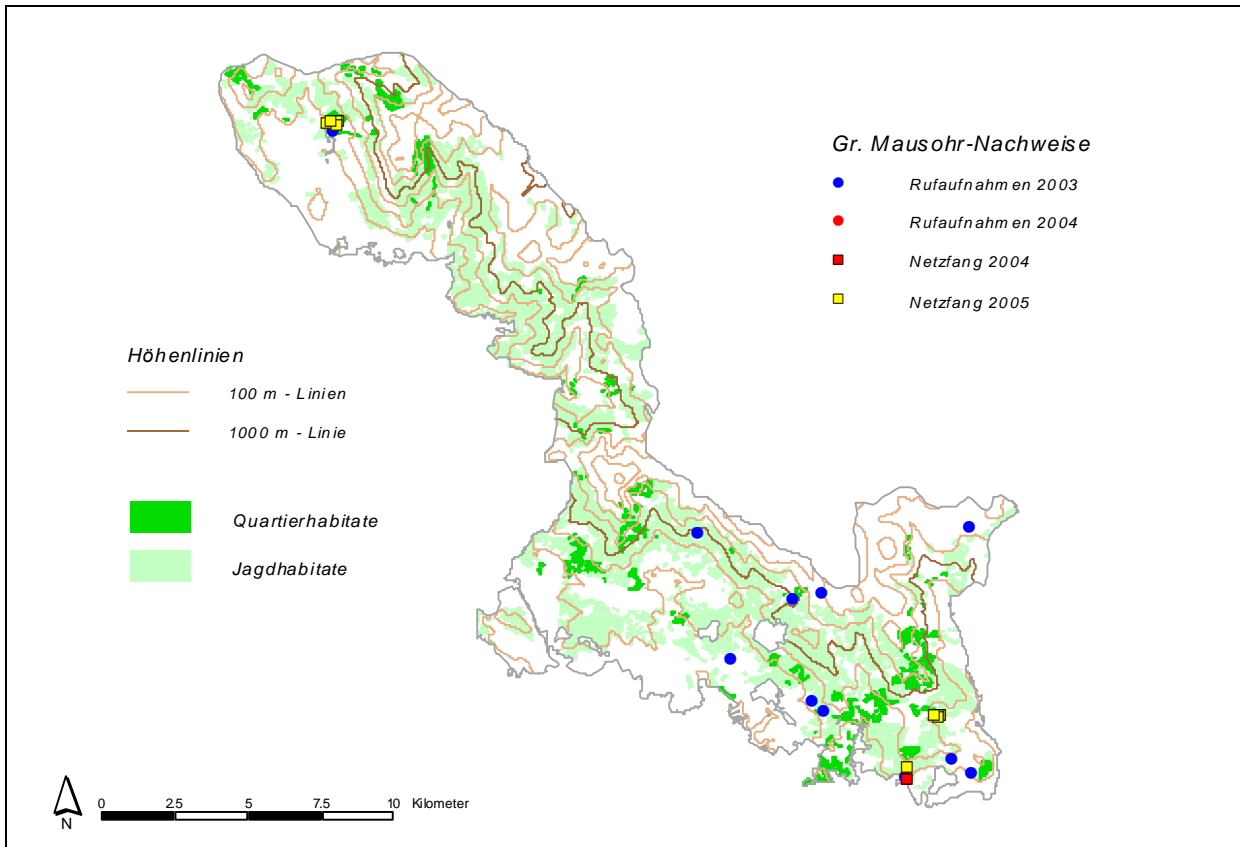 Gr. Mausohr-Nachweise
Rufaufnahmen 2003
Rufaufnahmen 2004
Netzfang 2004
Netzfang 2005
Höhenlinien
100 m - Linien
1000 m - Linie
Quartierhabitate
Jagdhabitate
N
0 2.5 5 7.5 10 Kilometer